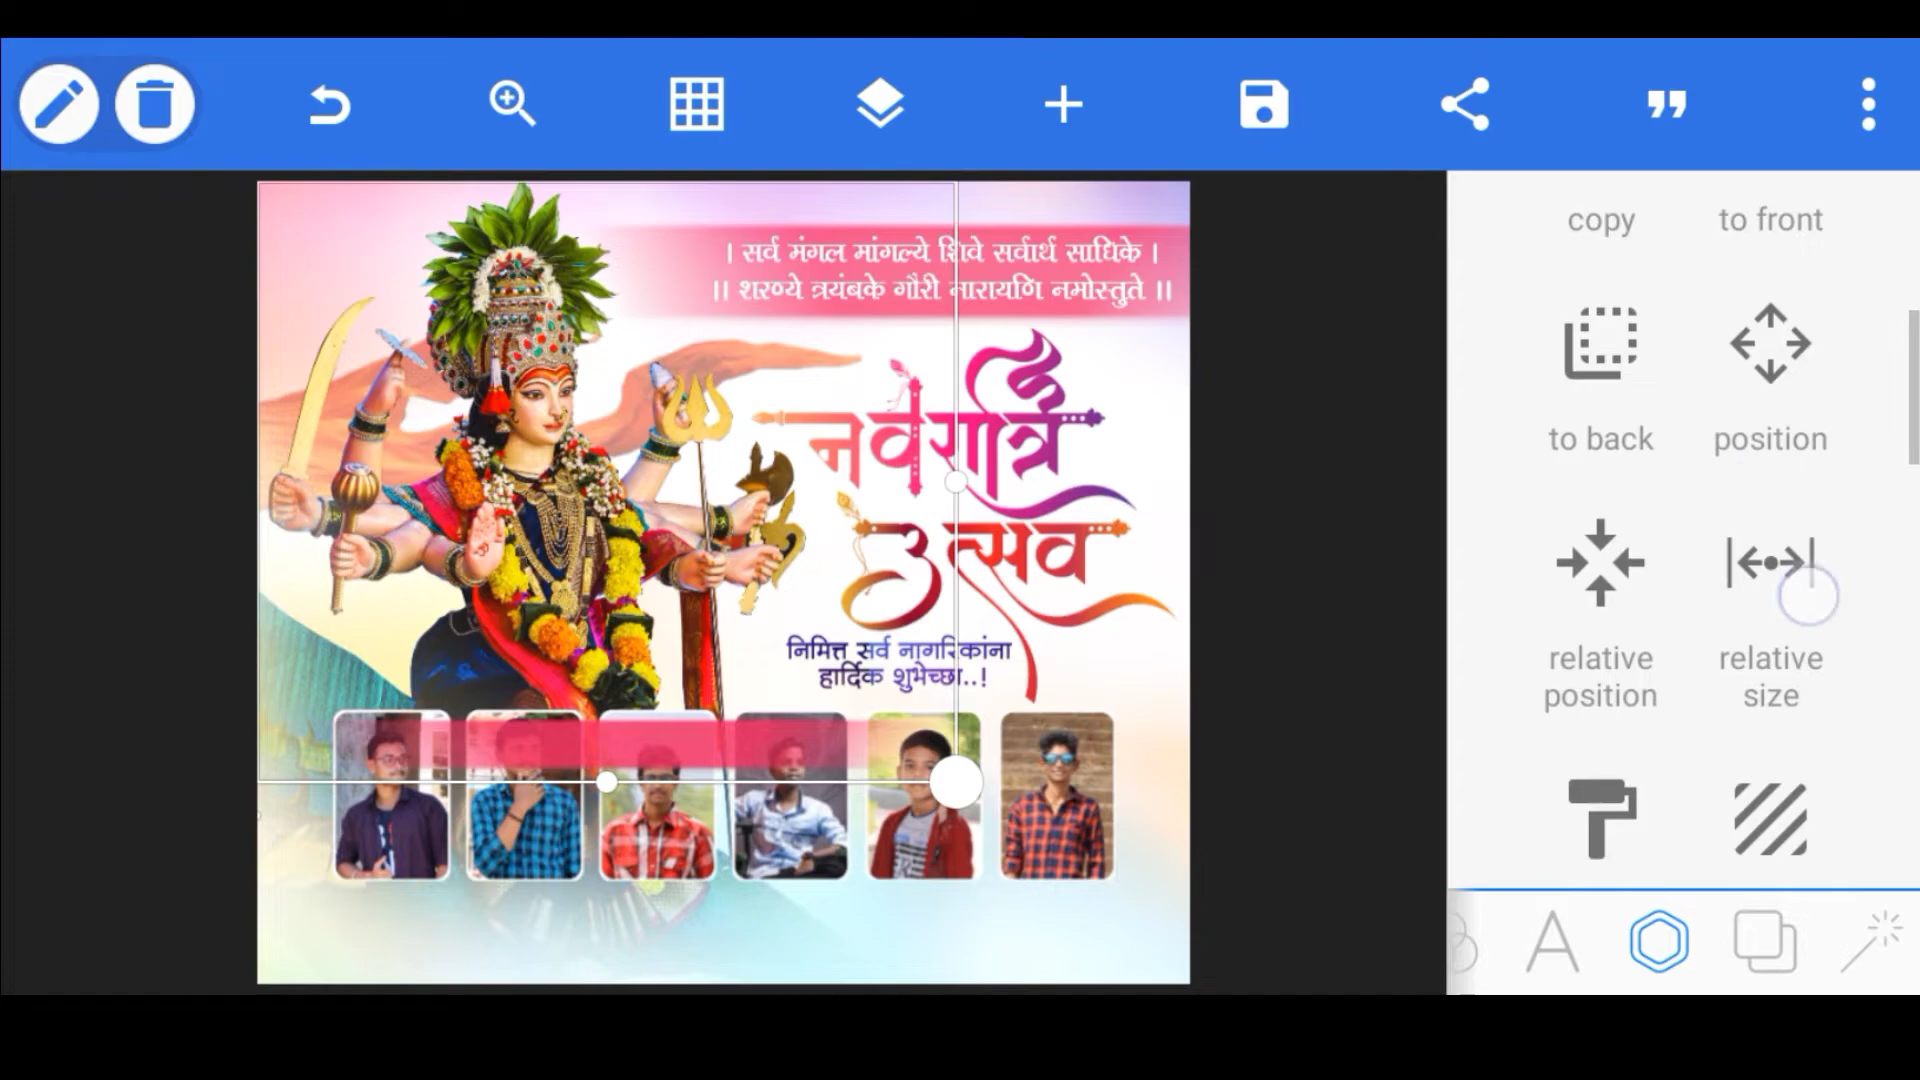 copy
to front
। सर्व मंगल मांगल्ये शिवे सर्वार्थ साधिके ।
।। शरण्ये त्र्यंबके गौरी नारायणि नमोस्तुते ।।
to back
position
नवरात्रि
उत्सव
निमित्त सर्व नागरिकांना
हार्दिक शुभेच्छा..!
relative
position
relative
size